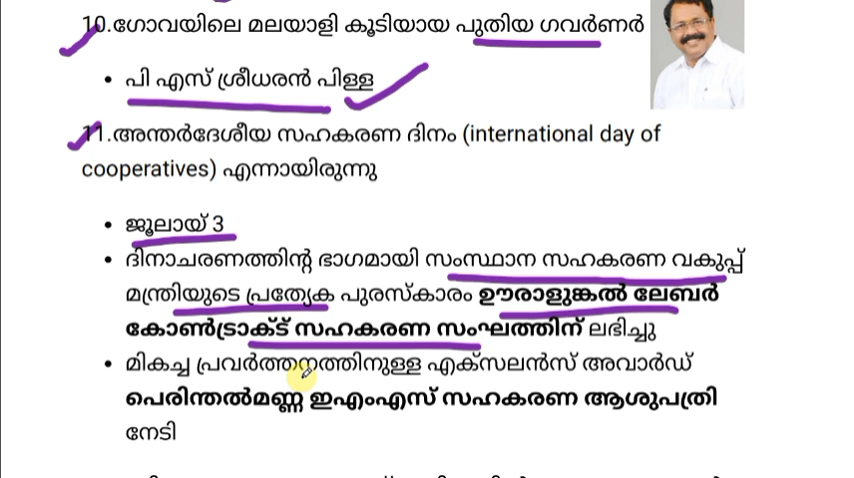 10.ഗോവയിലെ മലയാളി കൂടിയായ പുതിയ ഗവർണർ
• പി എസ് ശ്രീധരൻ പിള്ള
11.അന്തർദേശീയ സഹകരണ ദിനം (international day of
cooperatives) എന്നായിരുന്നു
• ജൂലായ് 3
• ദിനാചരണത്തിന്റ ഭാഗമായി സംസ്ഥാന സഹകരണ വകുപ്പ്
മന്ത്രിയുടെ പ്രത്യേക പുരസ്കാരം ഊരാളുങ്കൽ ലേബർ
കോൺട്രാക്ട് സഹകരണ സംഘത്തിന് ലഭിച്ചു
• മികച്ച പ്രവർത്തനത്തിനുള്ള എക്സലൻസ് അവാർഡ്
പെരിന്തൽമണ്ണ ഇഎംഎസ് സഹകരണ ആശുപത്രി
നേടി